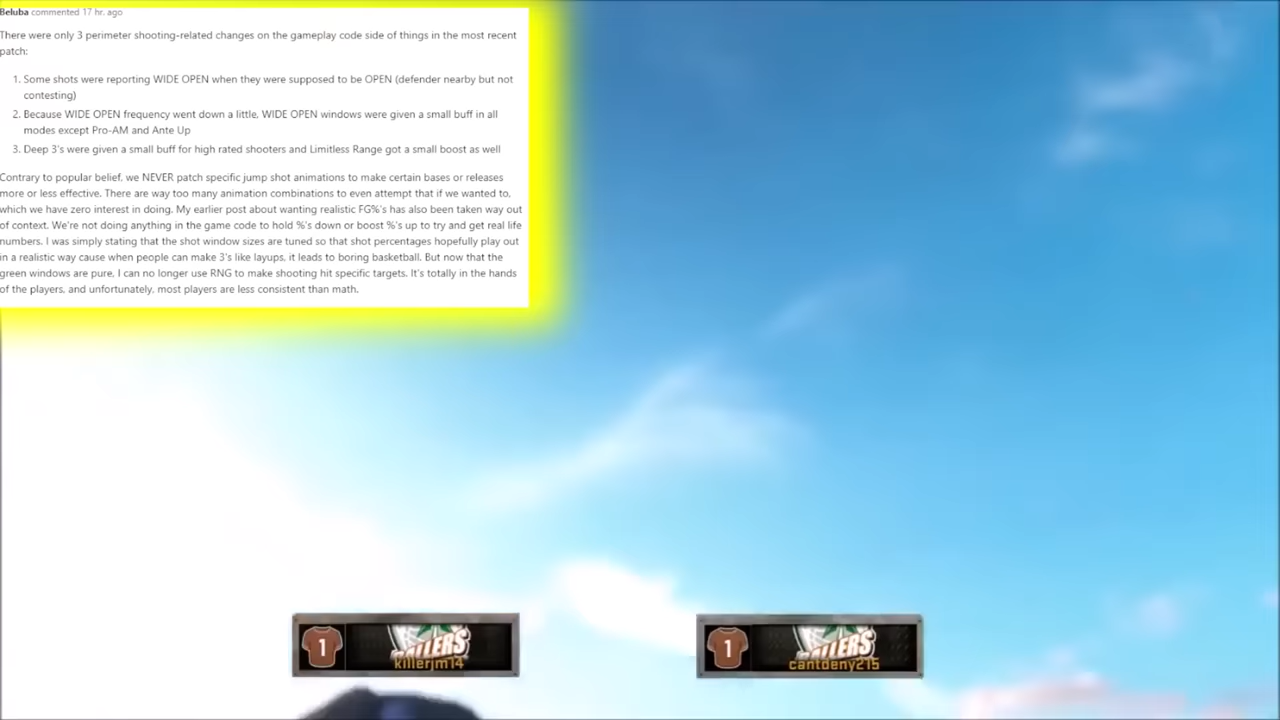 Beluba commented 17 hr. ago
There were only 3 perimeter shooting-related changes on the gameplay code side of things in the most recent
patch:
1. Some shots were reporting WIDE OPEN when they were supposed to be OPEN (defender nearby but not
contesting)
2. Because WIDE OPEN frequency went down a little, WIDE OPEN windows were given a small buff in all
modes except Pro-AM and Ante Up
3. Deep 3's were given a small buff for high rated shooters and Limitless Range got a small boost as well
Contrary to popular belief, we NEVER patch specific jump shot animations to make certain bases or releases
more or less effective. There are way too many animation combinations to even attempt that if we wanted to,
which we have zero interest in doing. My earlier post about wanting realistic FG%'s has also been taken way out
of context. We're not doing anything in the game code to hold %'s down or boost %'s up to try and get real life
numbers. I was simply stating that the shot window sizes are tuned so that shot percentages hopefully play out
in a realistic way cause when people can make 3's like layups, it leads to boring basketball. But now that the
green windows are pure, I can no longer use RNG to make shooting hit specific targets. It's totally in the hands
of the players, and unfortunately, most players are less consistent than math.
1 BALLERS killerjm14
1 BALLERS cantdeny215